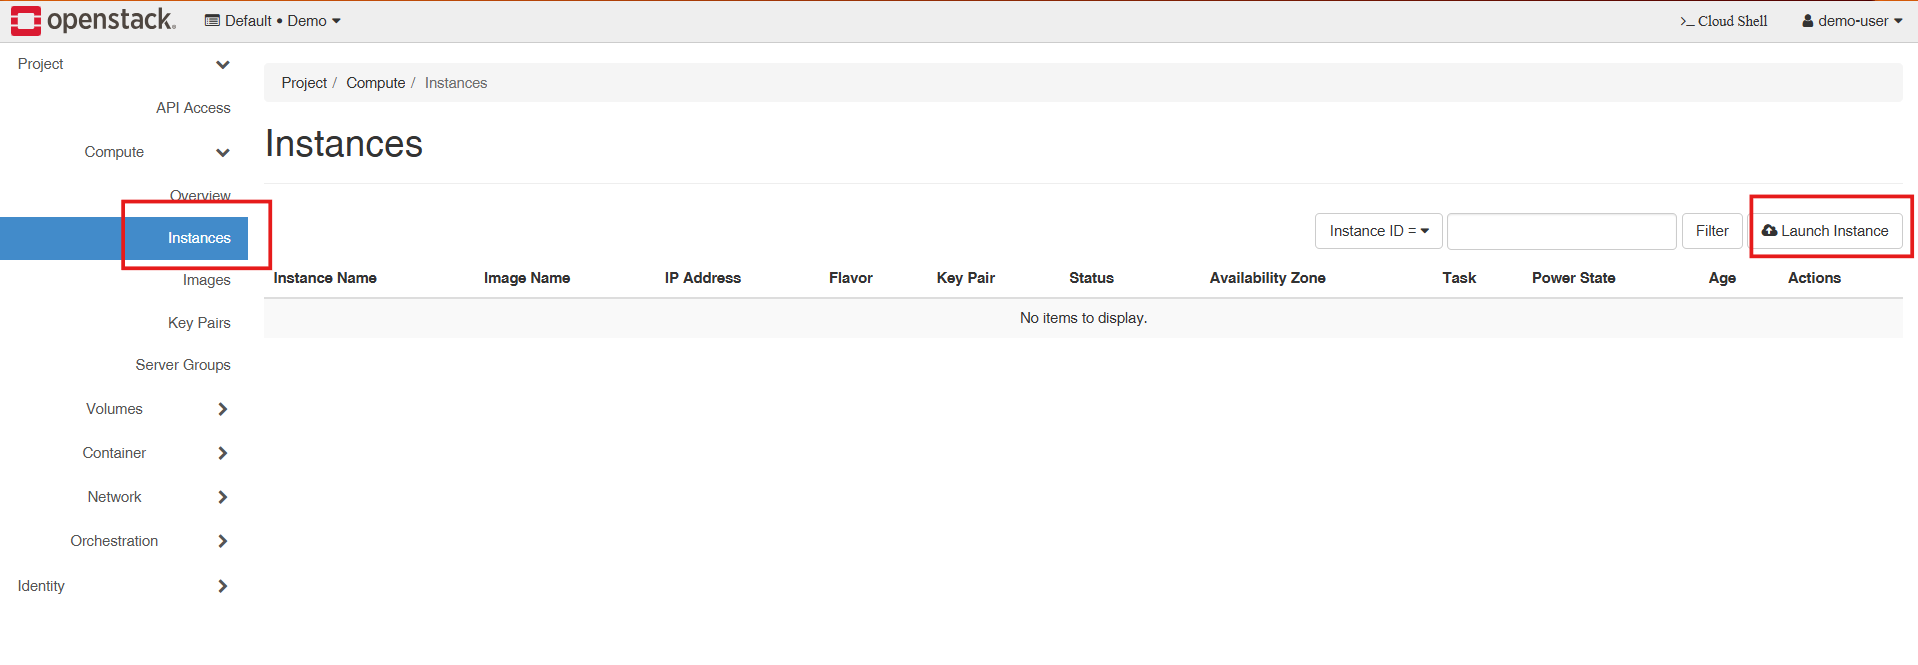 openstack. Default • Demo >_ Cloud Shell demo-user
Project
API Access
Compute
Overview
Instances
Images
Key Pairs
Server Groups
Volumes
Container
Network
Orchestration
Identity
Project / Compute / Instances
Instances
Instance ID = Filter Launch Instance
Instance Name Image Name IP Address Flavor Key Pair Status Availability Zone Task Power State Age Actions
No items to display.